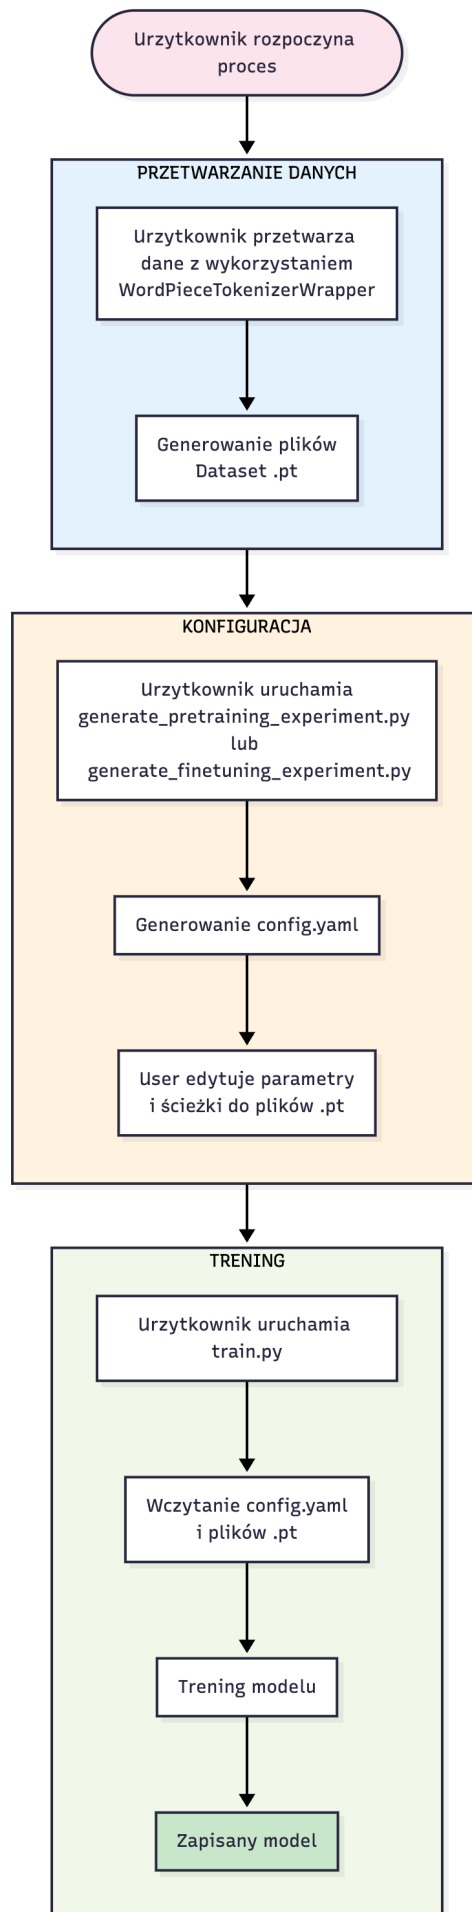 Urzytkownik rozpoczyna
proces
PRZETWARZANIE DANYCH
Urzytkownik przetwarza
dane z wykorzystaniem
WordPieceTokenizerWrapper
Generowanie plików
Dataset .pt
KONFIGURACJA
Urzytkownik uruchamia
generate_pretraining_experiment.py
lub
generate_finetuning_experiment.py
Generowanie config.yaml
User edytuje parametry
i ścieżki do plików .pt
TRENING
Urzytkownik uruchamia
train.py
Wczytanie config.yaml
i plików .pt
Trening modelu
Zapisany model